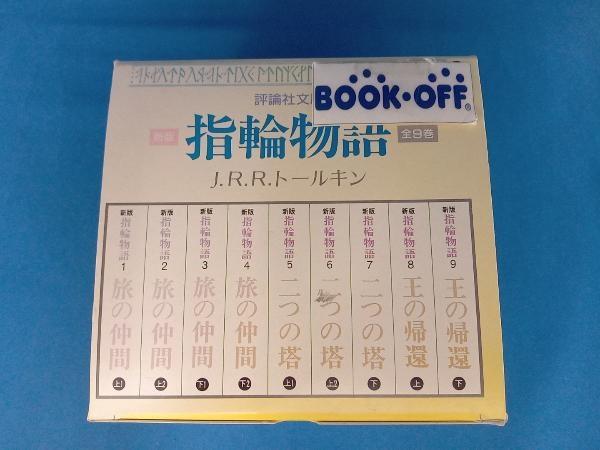 評論社文
BOOK·OFF
新版
指輪物語
全9巻
J.R.R.トールキン
新版
指輪物語
1
旅の仲間
上1
新版
指輪物語
2
旅の仲間
上2
新版
指輪物語
3
旅の仲間
下1
新版
指輪物語
4
旅の仲間
下2
新版
指輪物語
5
二つの塔
上1
新版
指輪物語
6
二つの塔
上2
新版
指輪物語
7
二つの塔
下
新版
指輪物語
8
王の帰還
上
新版
指輪物語
9
王の帰還
下